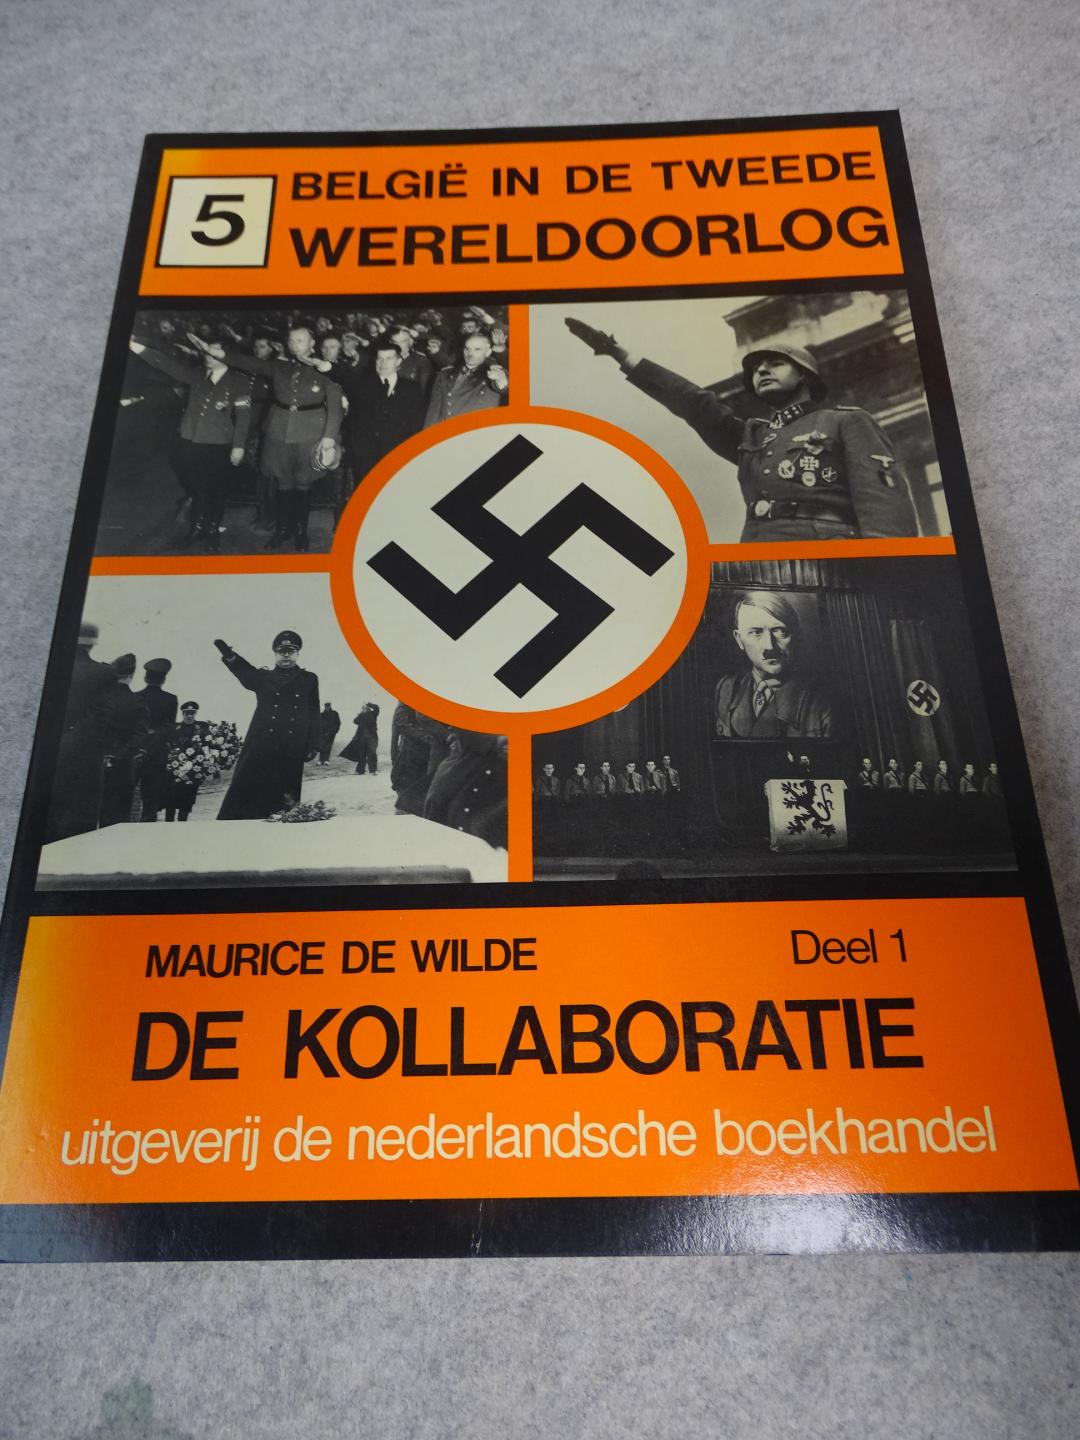 5
BELGIË IN DE TWEEDE
WERELDOORLOG
MAURICE DE WILDE
Deel 1
DE KOLLABORATIE
uitgeverij de nederlandsche boekhandel